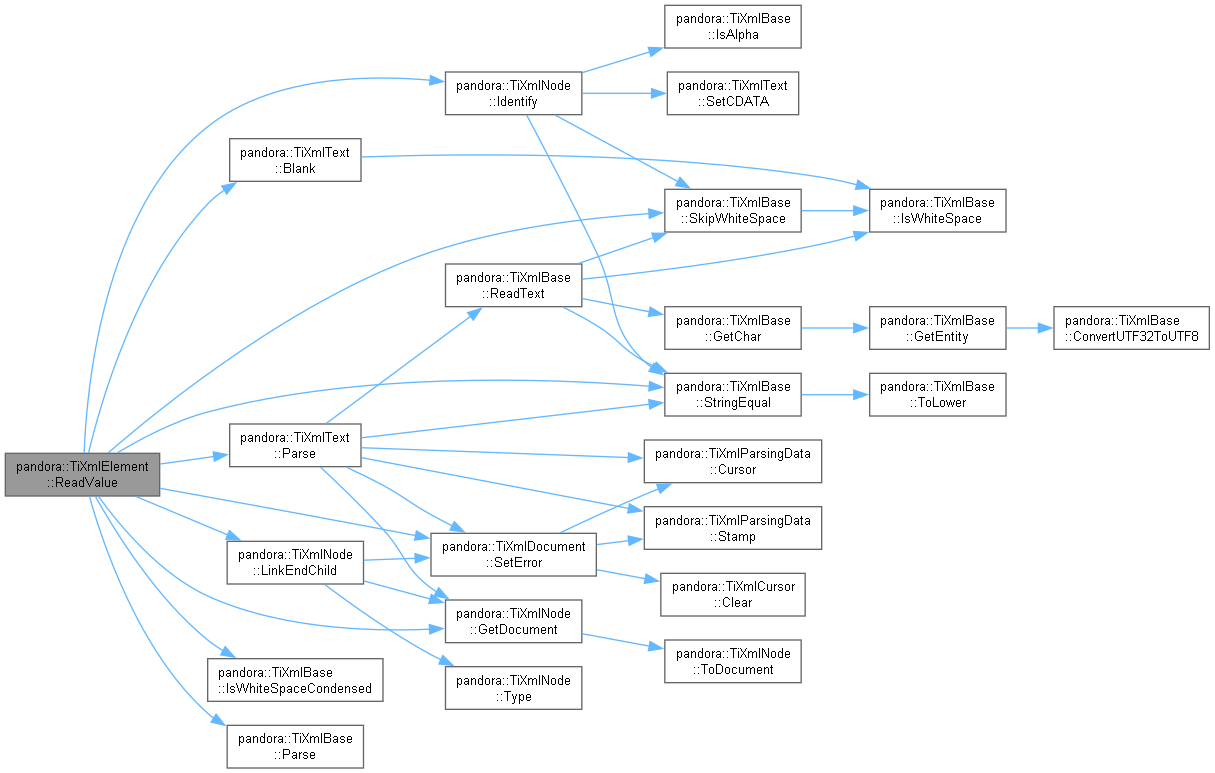 pandora::TiXmlBase
::IsAlpha
pandora::TiXmlNode
::Identify
pandora::TiXmlText
::SetCDATA
pandora::TiXmlText
::Blank
pandora::TiXmlBase
::SkipWhiteSpace
pandora::TiXmlBase
::IsWhiteSpace
pandora::TiXmlBase
::ReadText
pandora::TiXmlBase
::GetChar
pandora::TiXmlBase
::GetEntity
pandora::TiXmlBase
::ConvertUTF32ToUTF8
pandora::TiXmlBase
::StringEqual
pandora::TiXmlBase
::ToLower
pandora::TiXmlText
::Parse
pandora::TiXmlParsingData
::Cursor
pandora::TiXmlElement
::ReadValue
pandora::TiXmlParsingData
::Stamp
pandora::TiXmlDocument
::SetError
pandora::TiXmlNode
::LinkEndChild
pandora::TiXmlCursor
::Clear
pandora::TiXmlNode
::GetDocument
pandora::TiXmlNode
::ToDocument
pandora::TiXmlBase
::IsWhiteSpaceCondensed
pandora::TiXmlNode
::Type
pandora::TiXmlBase
::Parse